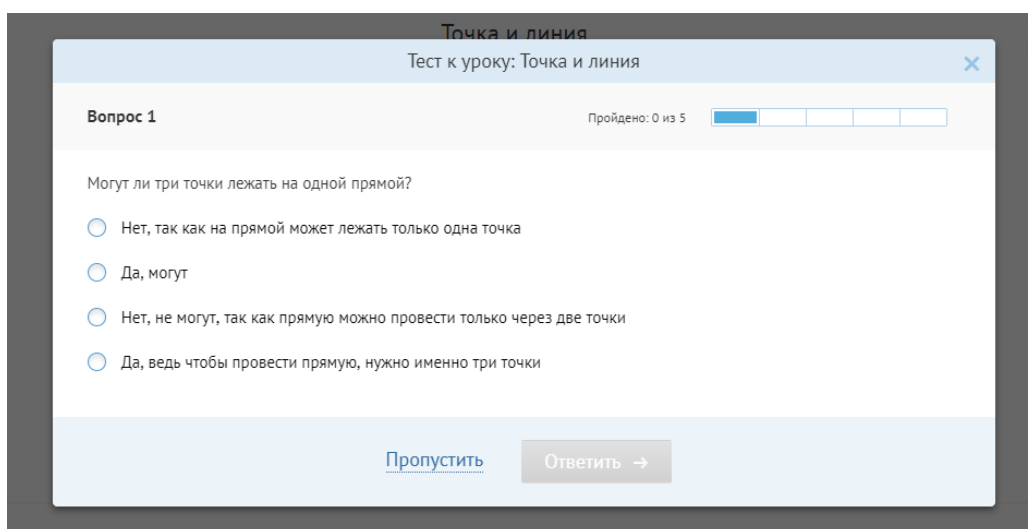 Точка и линия
Тест к уроку: Точка и линия
Вопрос 1
Пройдено: 0 из 5
Могут ли три точки лежать на одной прямой?
Нет, так как на прямой может лежать только одна точка
Да, могут
Нет, не могут, так как прямую можно провести только через две точки
Да, ведь чтобы провести прямую, нужно именно три точки
Пропустить
Ответить →